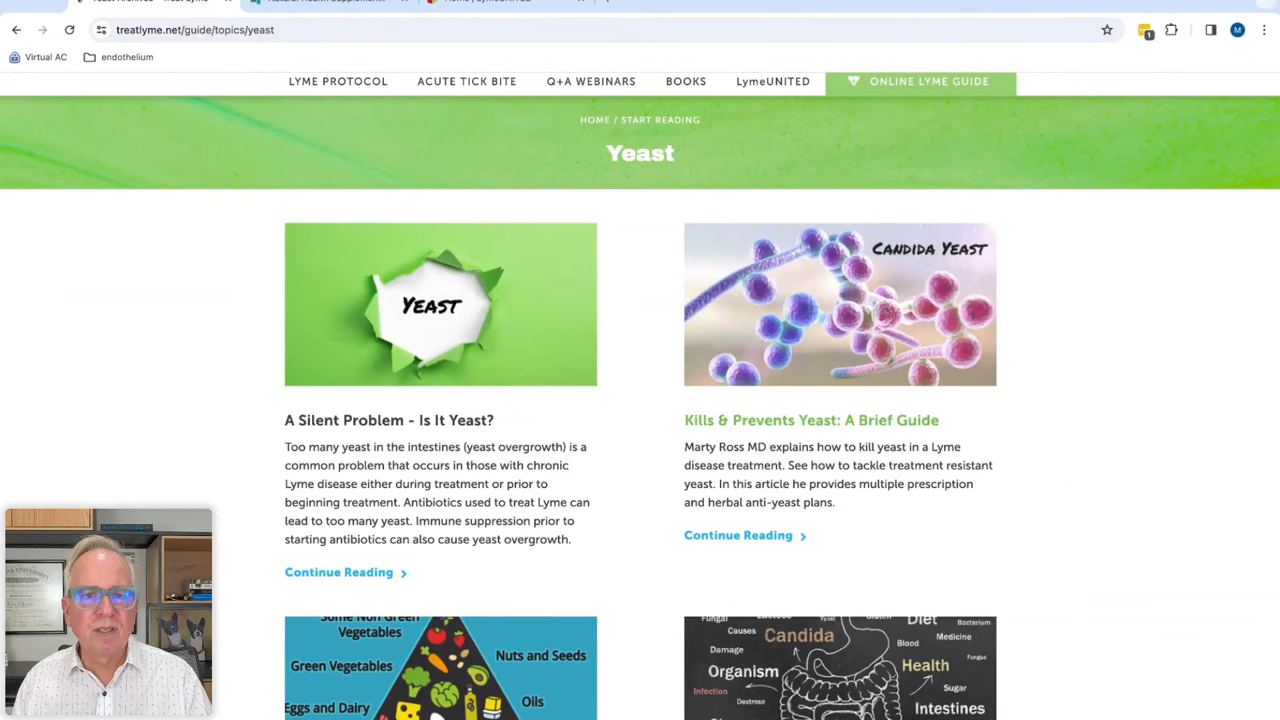 treatlyme.net/guide/topics/yeast
1
M
Virtual AC
endothelium
LYME PROTOCOL
ACUTE TICK BITE
Q+A WEBINARS
BOOKS
LymeUNITED
ONLINE LYME GUIDE
HOME / START READING
Yeast
YEAST
CANDIDA YEAST
A Silent Problem - Is It Yeast?
Too many yeast in the intestines (yeast overgrowth) is a
common problem that occurs in those with chronic
Lyme disease either during treatment or prior to
beginning treatment. Antibiotics used to treat Lyme can
lead to too many yeast. Immune suppression prior to
starting antibiotics can also cause yeast overgrowth.
Continue Reading
Kills & Prevents Yeast: A Brief Guide
Marty Ross MD explains how to kill yeast in a Lyme
disease treatment. See how to tackle treatment resistant
yeast. In this article he provides multiple prescription
and herbal anti-yeast plans.
Continue Reading
Some Non Green
Vegetables
Green Vegetables
Nuts and Seeds
Oils
Eggs and Dairy
Fungal
Diet
Bacterium
Causes
Candida
Blood
Medicine
Damage
Fungus
Organism
Health
Infection
Sugar
Dextrose
Intestines